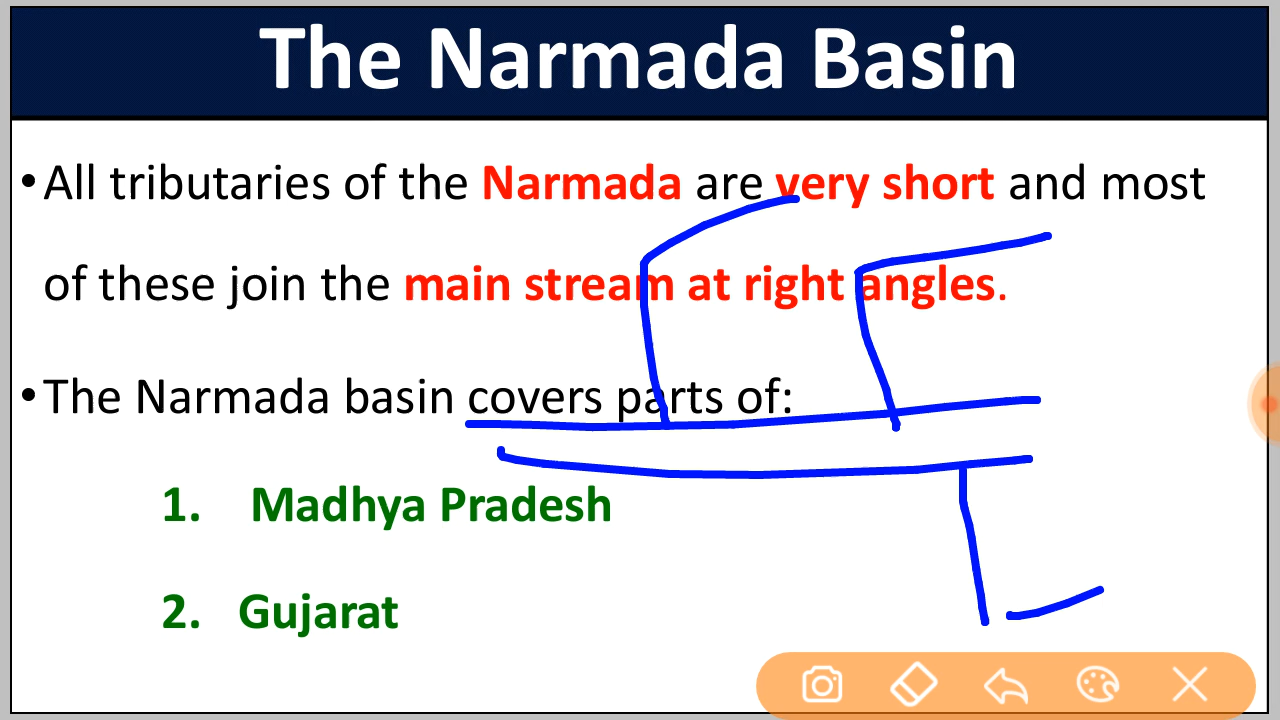 The Narmada Basin
•All tributaries of the Narmada are very short and most
of these join the main stream at right angles.
•The Narmada basin covers parts of:
1. Madhya Pradesh
2. Gujarat